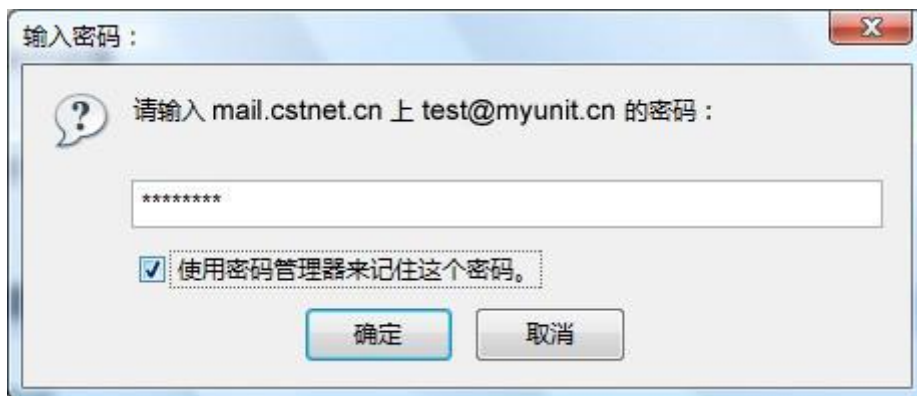 输入密码：
请输入 mail.cstnet.cn 上 test@myunit.cn 的密码：
********
使用密码管理器来记住这个密码。
确定
取消